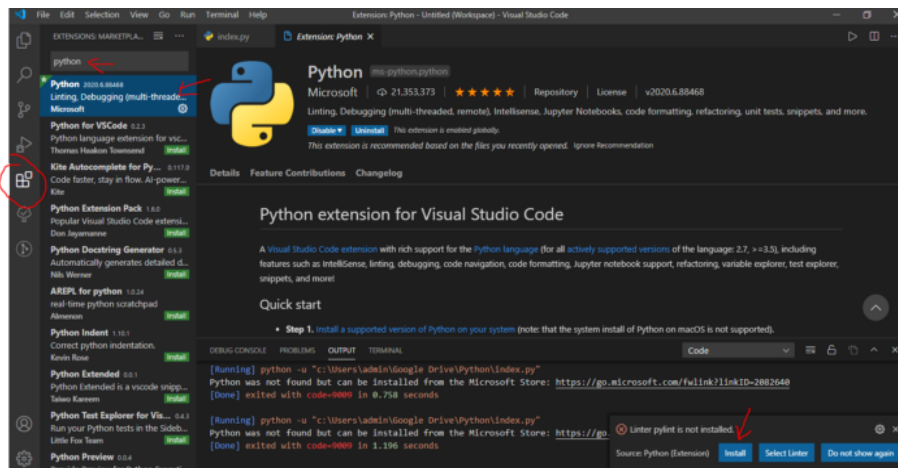 File Edit Selection View Go Run Terminal Help
Extension: Python - Untitled (Workspace) - Visual Studio Code
EXTENSIONS: MARKETPLA...
python
Python 2020.6.88468
Linting, Debugging (multi-threade...
Microsoft
Python for VSCode 0.2.3
Python language extension for vsc...
Thomas Haakon Townsend Install
Kite Autocomplete for Py... 0.117.0
Code faster, stay in flow. AI-power...
Kite Install
Python Extension Pack 1.6.0
Popular Visual Studio Code extensi...
Don Jayamanne Install
Python Docstring Generator 0.5.3
Automatically generates detailed d...
Nils Werner Install
AREPL for python 1.0.24
real-time python scratchpad
Almenon Install
Python Indent 1.10.1
Correct python indentation.
Kevin Rose Install
Python Extended 0.0.1
Python Extended is a vscode snipp...
Taiwo Kareem Install
Python Test Explorer for Vis... 0.4.3
Run your Python tests in the Sideb...
Little Fox Team Install
Python Preview 0.0.4
index.py
Extension: Python
Python ms-python.python
Microsoft 21,353,373 Repository License v2020.6.88468
Linting, Debugging (multi-threaded, remote), Intellisense, Jupyter Notebooks, code formatting, refactoring, unit tests, snippets, and more.
Disable Uninstall This extension is enabled globally.
This extension is recommended based on the files you recently opened. Ignore Recommendation
Details Feature Contributions Changelog
Python extension for Visual Studio Code
A Visual Studio Code extension with rich support for the Python language (for all actively supported versions of the language: 2.7, >=3.5), including
features such as IntelliSense, linting, debugging, code navigation, code formatting, Jupyter notebook support, refactoring, variable explorer, test explorer,
snippets, and more!
Quick start
Step 1. Install a supported version of Python on your system (note: that the system install of Python on macOS is not supported).
DEBUG CONSOLE PROBLEMS OUTPUT TERMINAL Code
[Running] python -u "c:\Users\admin\Google Drive\Python\index.py"
Python was not found but can be installed from the Microsoft Store: https://go.microsoft.com/fwlink?linkID=2082640
[Done] exited with code=9009 in 0.758 seconds
[Running] python -u "c:\Users\admin\Google Drive\Python\index.py"
Python was not found but can be installed from the Microsoft Store: https://go.
[Done] exited with code=9009 in 1.196 seconds
Linter pylint is not installed.
Source: Python (Extension) Install Select Linter Do not show again